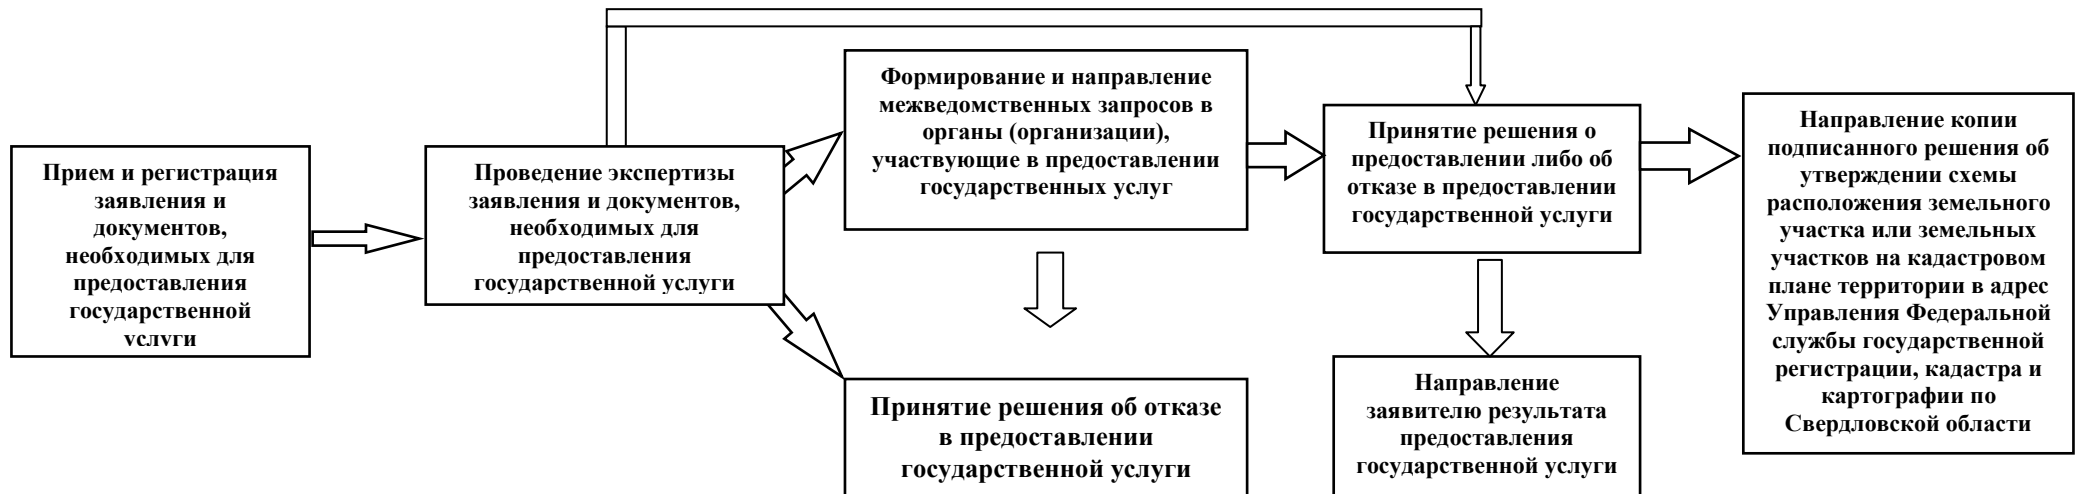 Прием и регистрация
заявления и
документов,
необходимых для
предоставления
государственной
услуги
Проведение экспертизы
заявления и документов,
необходимых для
предоставления
государственной услуги
Формирование и направление
межведомственных запросов в
органы (организации),
участвующие в предоставлении
государственных услуг
Принятие решения об отказе
в предоставлении
государственной услуги
Принятие решения о
предоставлении либо об
отказе в предоставлении
государственной услуги
Направление
заявителю результата
предоставления
государственной услуги
Направление копии
подписанного решения об
утверждении схемы
расположения земельного
участка или земельных
участков на кадастровом
плане территории в адрес
Управления Федеральной
службы государственной
регистрации, кадастра и
картографии по
Свердловской области